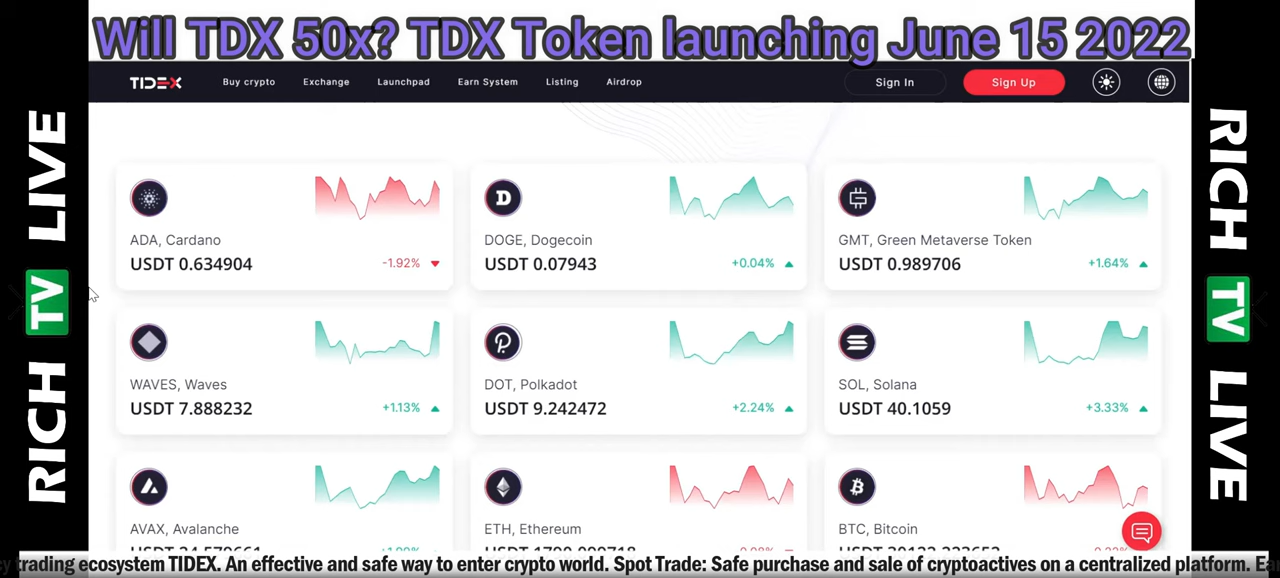 Will TDX 50x? TDX Token launching June 15 2022
TIDEX
Buy crypto
Exchange
Launchpad
Earn System
Listing
Airdrop
Sign In
Sign Up
RICH TV LIVE
RICH TV LIVE
ADA, Cardano
USDT 0.634904
-1.92%
DOGE, Dogecoin
USDT 0.07943
+0.04%
GMT, Green Metaverse Token
USDT 0.989706
+1.64%
WAVES, Waves
USDT 7.888232
+1.13%
DOT, Polkadot
USDT 9.242472
+2.24%
SOL, Solana
USDT 40.1059
+3.33%
AVAX, Avalanche
USDT
ETH, Ethereum
USDT
BTC, Bitcoin
USDT
trading ecosystem TIDEX. An effective and safe way to enter crypto world. Spot Trade: Safe purchase and sale of cryptoactives on a centralized platform.